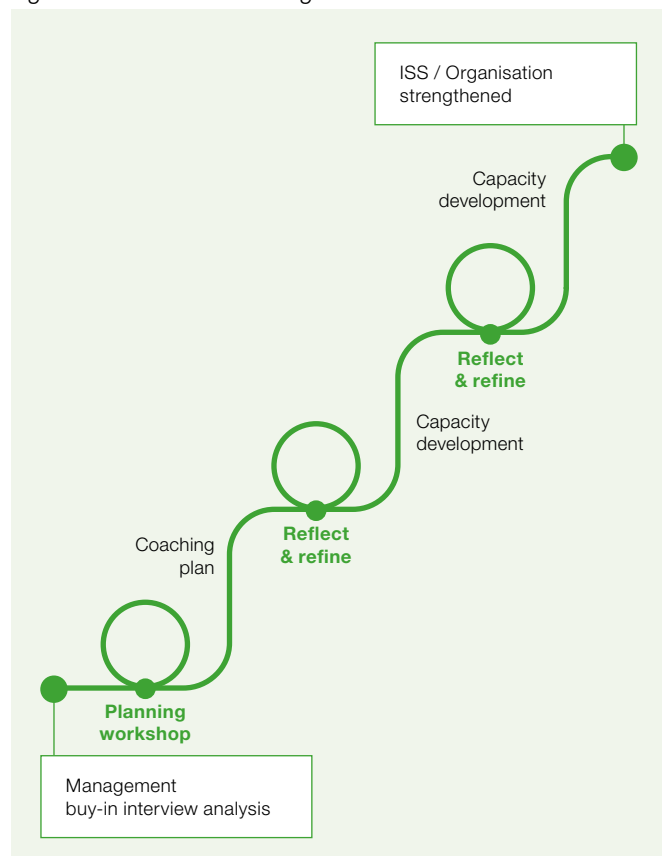 ISS / Organisation
strengthened
Capacity
development
Reflect
& refine
Capacity
development
Reflect
& refine
Coaching
plan
Planning
workshop
Management
buy-in interview analysis